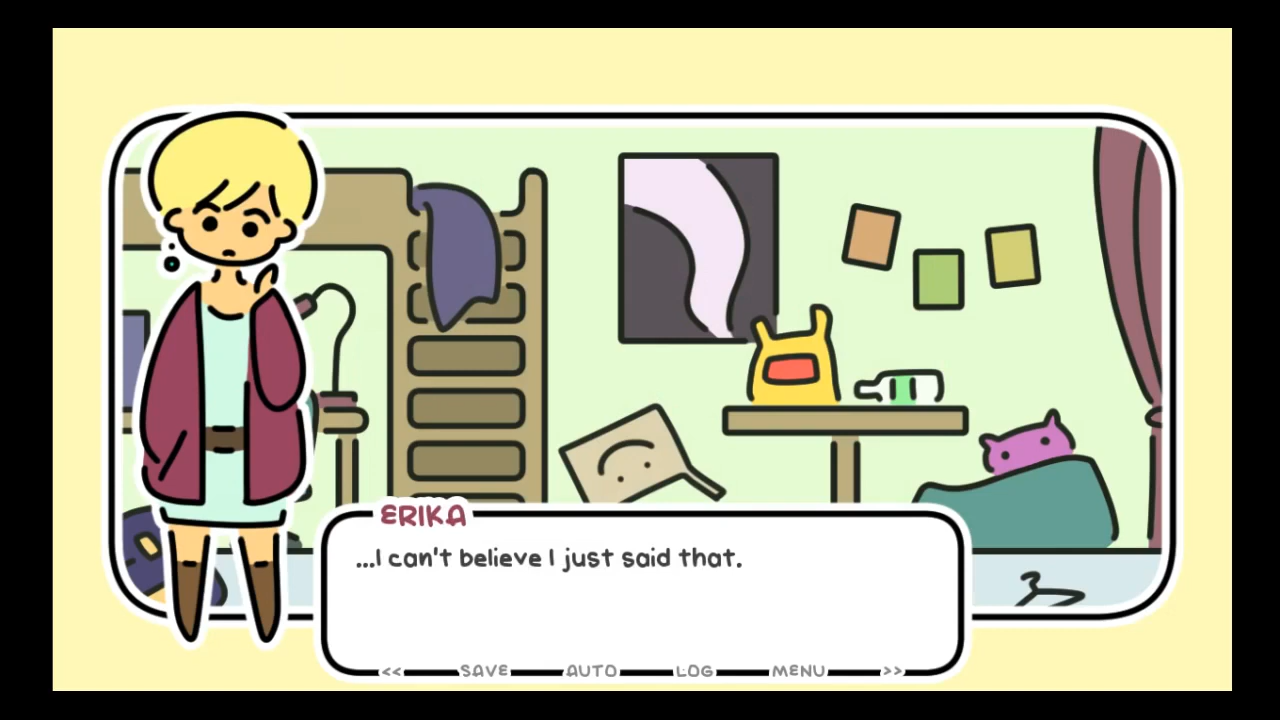 ERIKA
...I can't believe I just said that.
<< SAVE AUTO LOG MENU >>